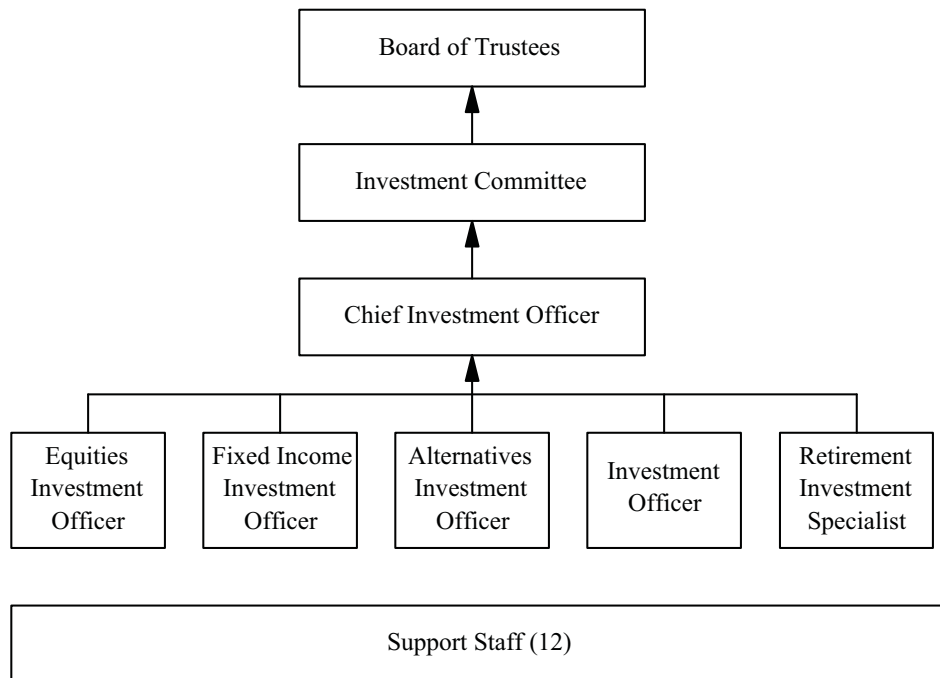 Board of Trustees
Investment Committee
Chief Investment Officer
Equities
Investment
Officer
Fixed Income
Investment
Officer
Alternatives
Investment
Officer
Investment
Officer
Retirement
Investment
Specialist
Support Staff (12)